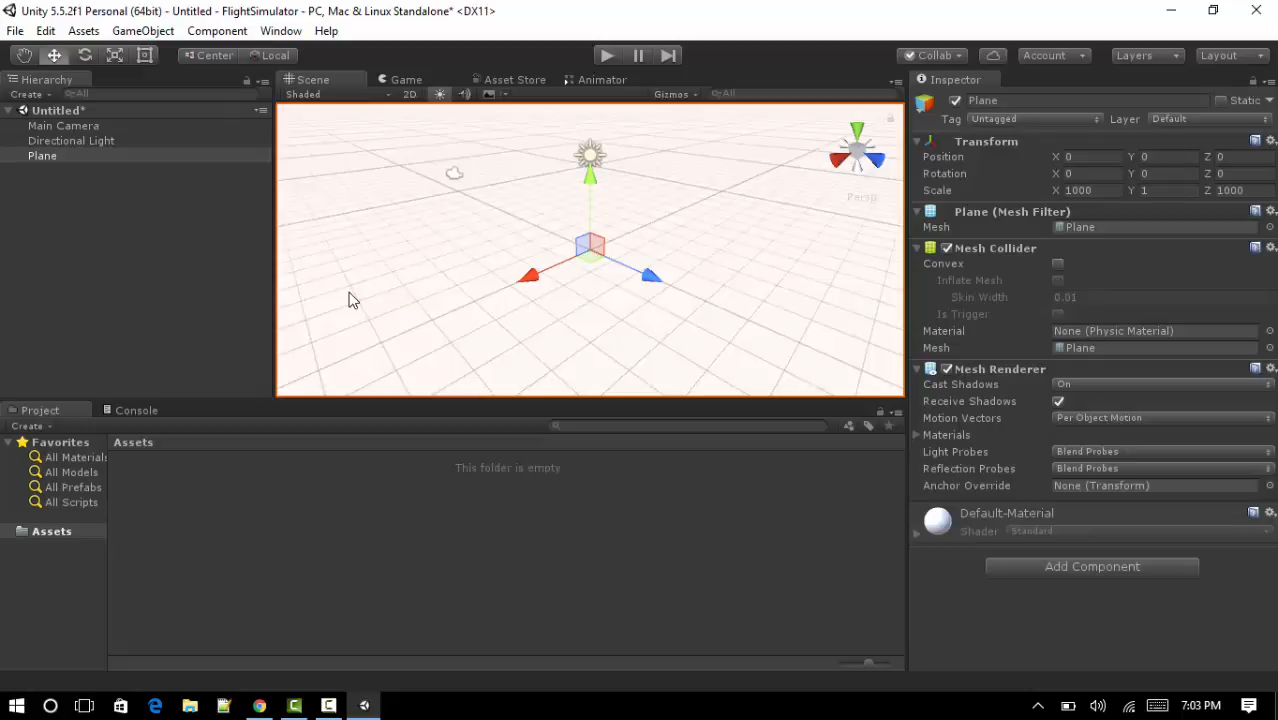 Unity 5.5.2f1 Personal (64bit) - Untitled - FlightSimulator - PC, Mac & Linux Standalone* <DX11>
File Edit Assets GameObject Component Window Help
Center Local Collab Account Layers Layout
Hierarchy Scene Game Asset Store Animator Inspector
Create All Shaded 2D Gizmos All
Plane Static
Untitled*
Tag Untagged Layer Default
Main Camera
Directional Light
Plane
Transform
Position X 0 Y 0 Z 0
Rotation X 0 Y 0 Z 0
Scale X 1000 Y 1 Z 1000
Persp
Plane (Mesh Filter)
Mesh Plane
Mesh Collider
Convex
Inflate Mesh
Skin Width 0.01
Is Trigger
Material None (Physic Material)
Mesh Plane
Mesh Renderer
Cast Shadows On
Receive Shadows
Motion Vectors Per Object Motion
Materials
Light Probes Blend Probes
Reflection Probes Blend Probes
Anchor Override None (Transform)
Default-Material
Shader Standard
Add Component
Project Console
Create
Favorites Assets
All Materials
All Models
All Prefabs
All Scripts
Assets
This folder is empty
7:03 PM